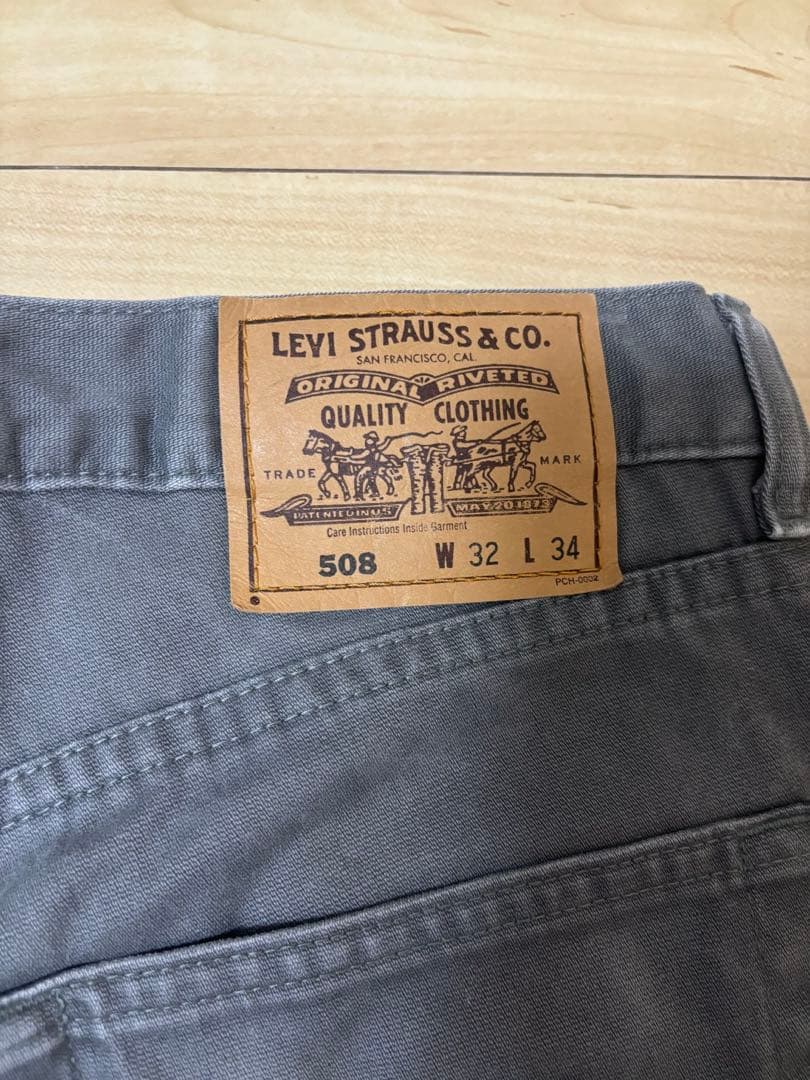 LEVI STRAUSS & CO.
SAN FRANCISCO, CAL.
ORIGINAL RIVETED
QUALITY CLOTHING
TRADE MARK
PATENTED IN U.S. MAY 20 1873
Care Instructions Inside Garment
508 W 32 L 34
PCH-0002